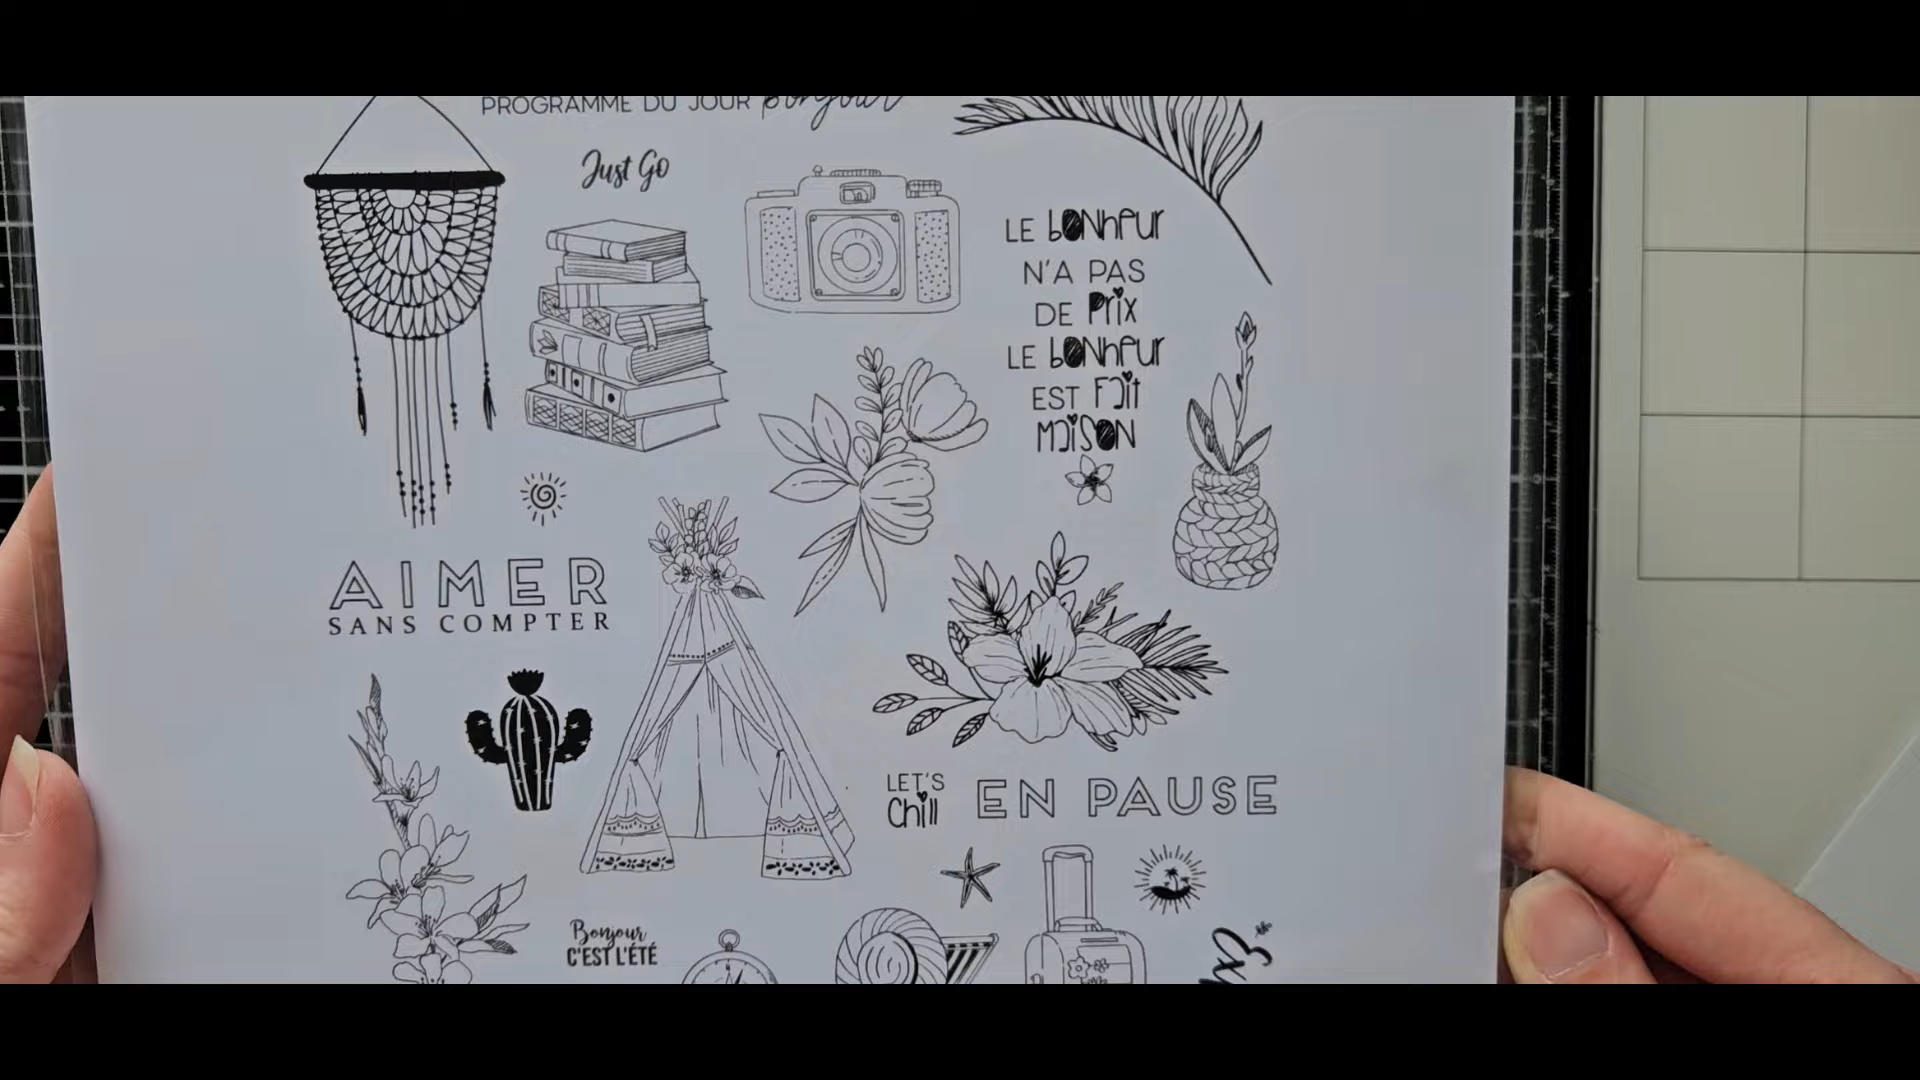 PROGRAMME DU JOUR bonjour
Just Go
LE bonheur
N'A PAS
DE prix
LE bonheur
EST fait
maison
AIMER
SANS COMPTER
LET'S
chill
EN PAUSE
Bonjour
C'EST L'ÉTÉ